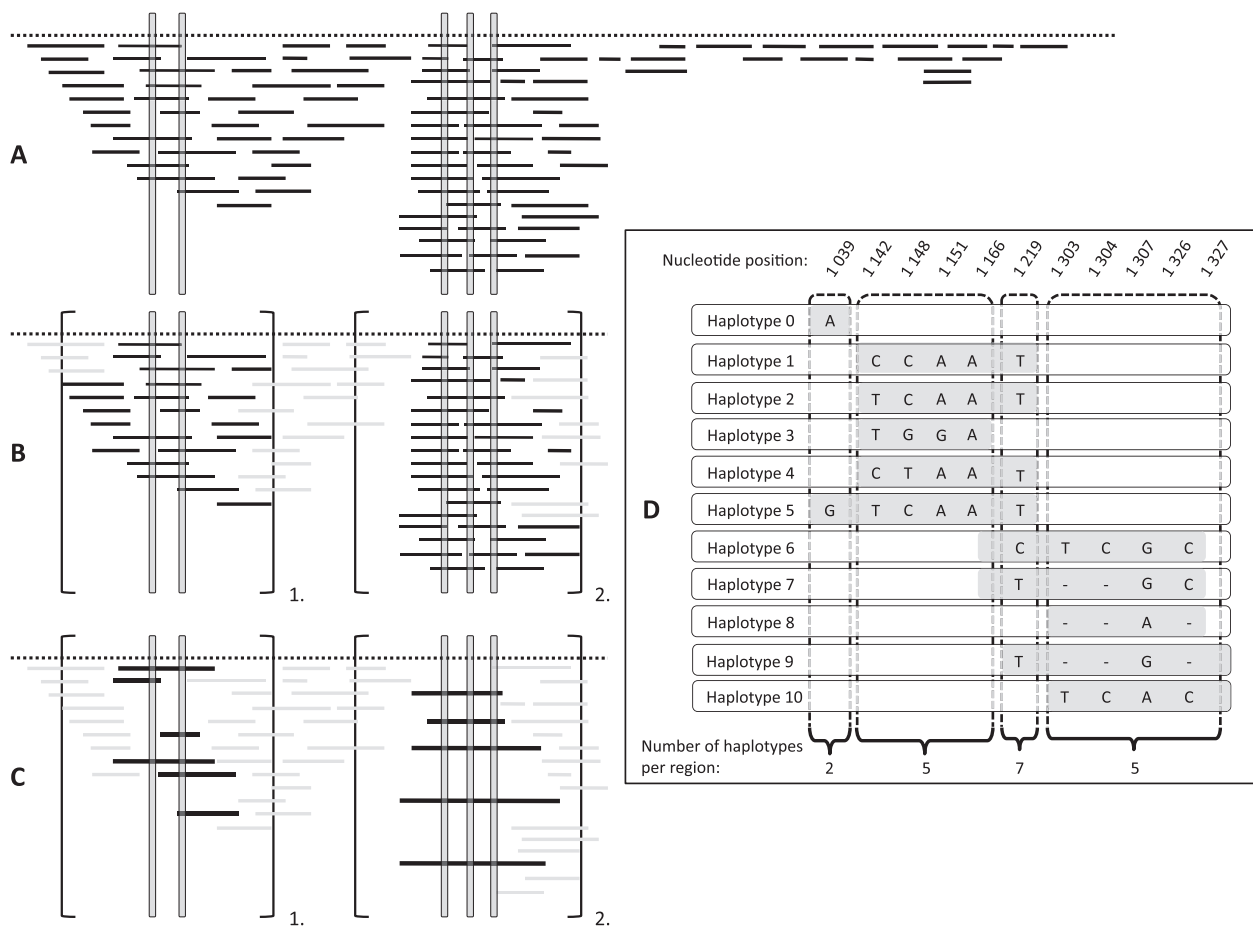 A
B
1.
2.
C
1.
2.
D
Nucleotide position: 1 039 1 142 1 148 1 151 1 166 1 219 1 303 1 304 1 307 1 326 1 327
Haplotype 0 A
Haplotype 1 C C A A T
Haplotype 2 T C A A T
Haplotype 3 T G G A
Haplotype 4 C T A A T
Haplotype 5 G T C A A T
Haplotype 6 C T C G C
Haplotype 7 T - - G C
Haplotype 8 - - A -
Haplotype 9 T - - G -
Haplotype 10 T C A C
Number of haplotypes
per region: 2 5 7 5